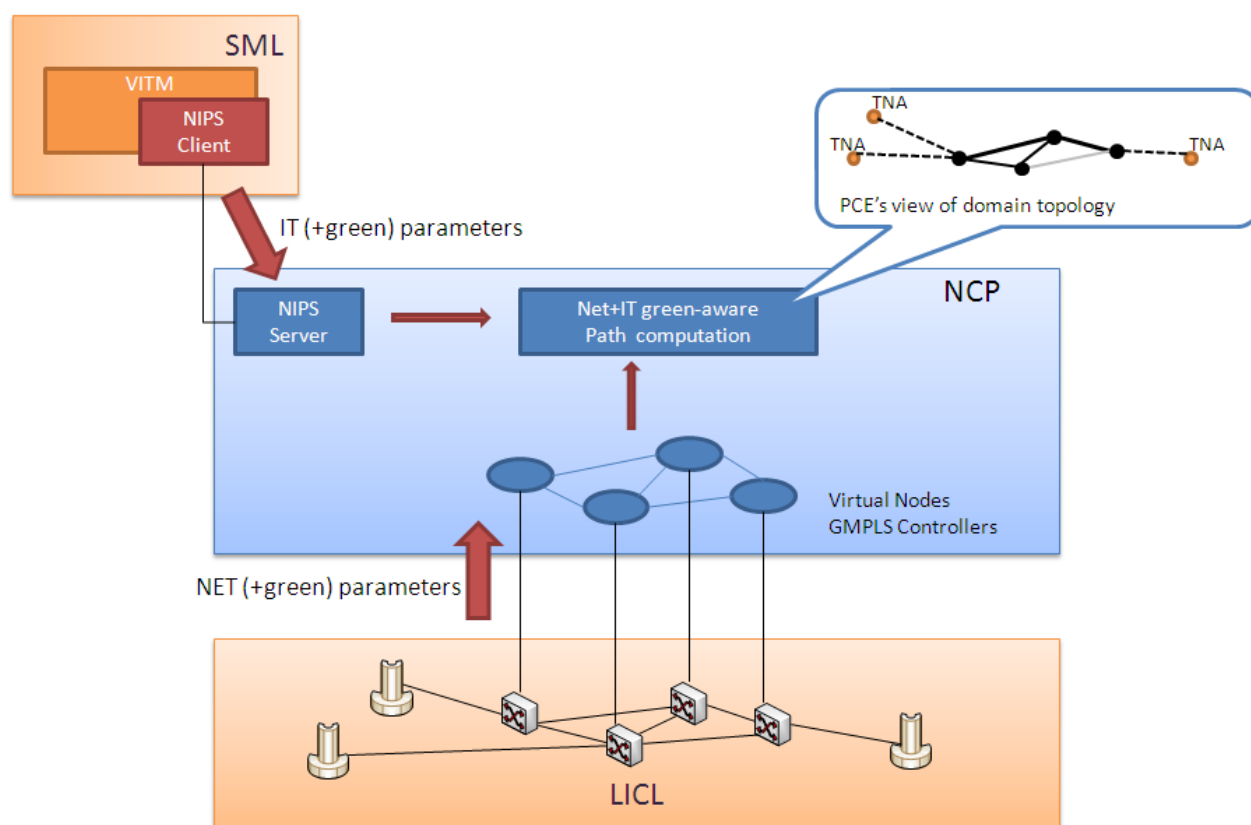 SML
VITM
NIPS
Client
IT (+green) parameters
TNA
TNA
TNA
PCE's view of domain topology
NCP
NIPS
Server
Net+IT green-aware
Path computation
Virtual Nodes
GMPLS Controllers
NET (+green) parameters
LICL